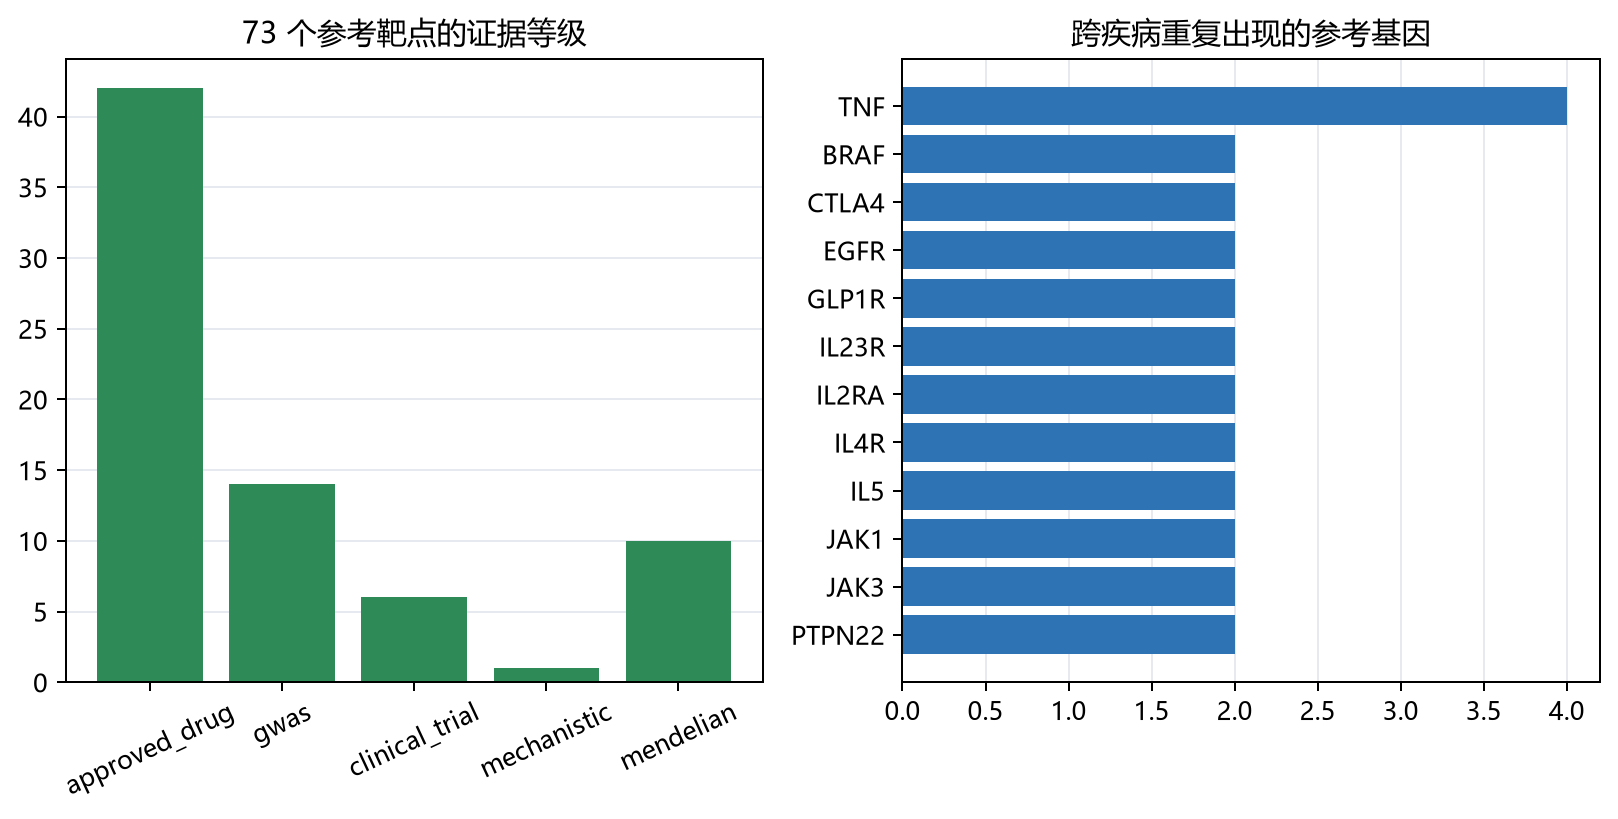 73 个参考靶点的证据等级
40
35
30
25
20
15
10
5
0
approved_drug
gwas
clinical_trial
mechanistic
mendelian
跨疾病重复出现的参考基因
TNF
BRAF
CTLA4
EGFR
GLP1R
IL23R
IL2RA
IL4R
IL5
JAK1
JAK3
PTPN22
0.0 0.5 1.0 1.5 2.0 2.5 3.0 3.5 4.0